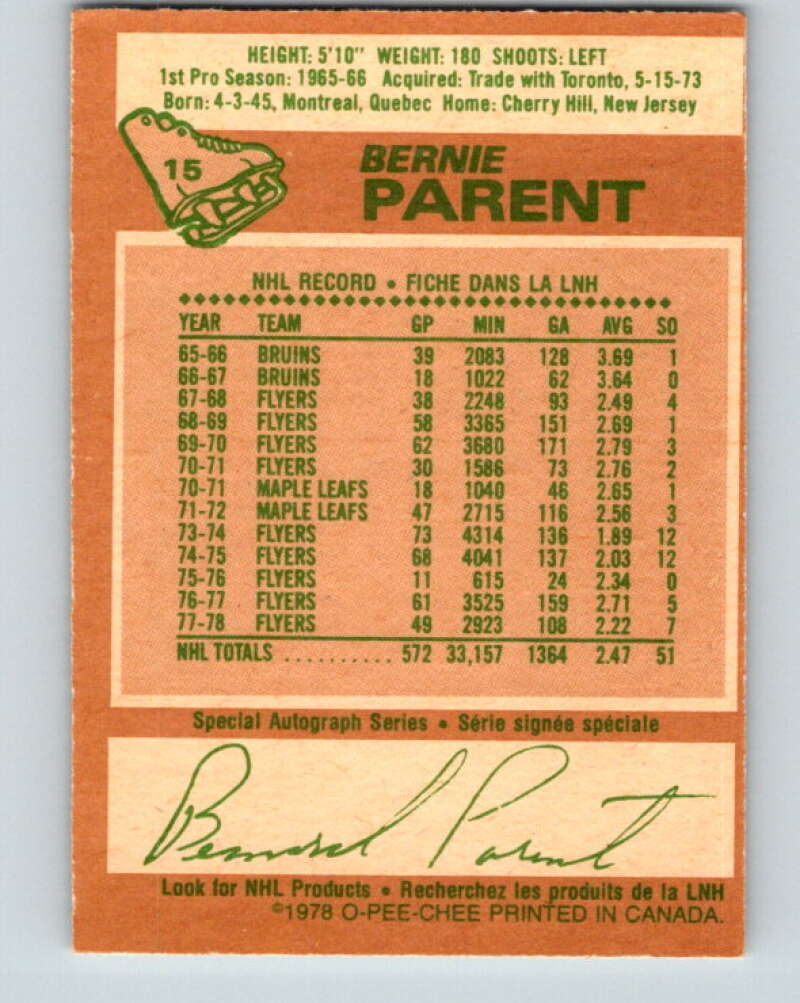 HEIGHT: 5'10" WEIGHT: 180 SHOOTS: LEFT
1st Pro Season: 1965-66 Acquired: Trade with Toronto, 5-15-73
Born: 4-3-45, Montreal, Quebec Home: Cherry Hill, New Jersey
15
BERNIE
PARENT
NHL RECORD • FICHE DANS LA LNH
YEAR TEAM GP MIN GA AVG SO
65-66 BRUINS 39 2083 128 3.69 1
66-67 BRUINS 18 1022 62 3.64 0
67-68 FLYERS 38 2248 93 2.49 4
68-69 FLYERS 58 3365 151 2.69 1
69-70 FLYERS 62 3680 171 2.79 3
70-71 FLYERS 30 1586 73 2.76 2
70-71 MAPLE LEAFS 18 1040 46 2.65 1
71-72 MAPLE LEAFS 47 2715 116 2.56 3
73-74 FLYERS 73 4314 136 1.89 12
74-75 FLYERS 68 4041 137 2.03 12
75-76 FLYERS 11 615 24 2.34 0
76-77 FLYERS 61 3525 159 2.71 5
77-78 FLYERS 49 2923 108 2.22 7
NHL TOTALS .......... 572 33,157 1364 2.47 51
Special Autograph Series • Série signée spéciale
Bernard Parent
Look for NHL Products • Recherchez les produits de la LNH
©1978 O-PEE-CHEE PRINTED IN CANADA.